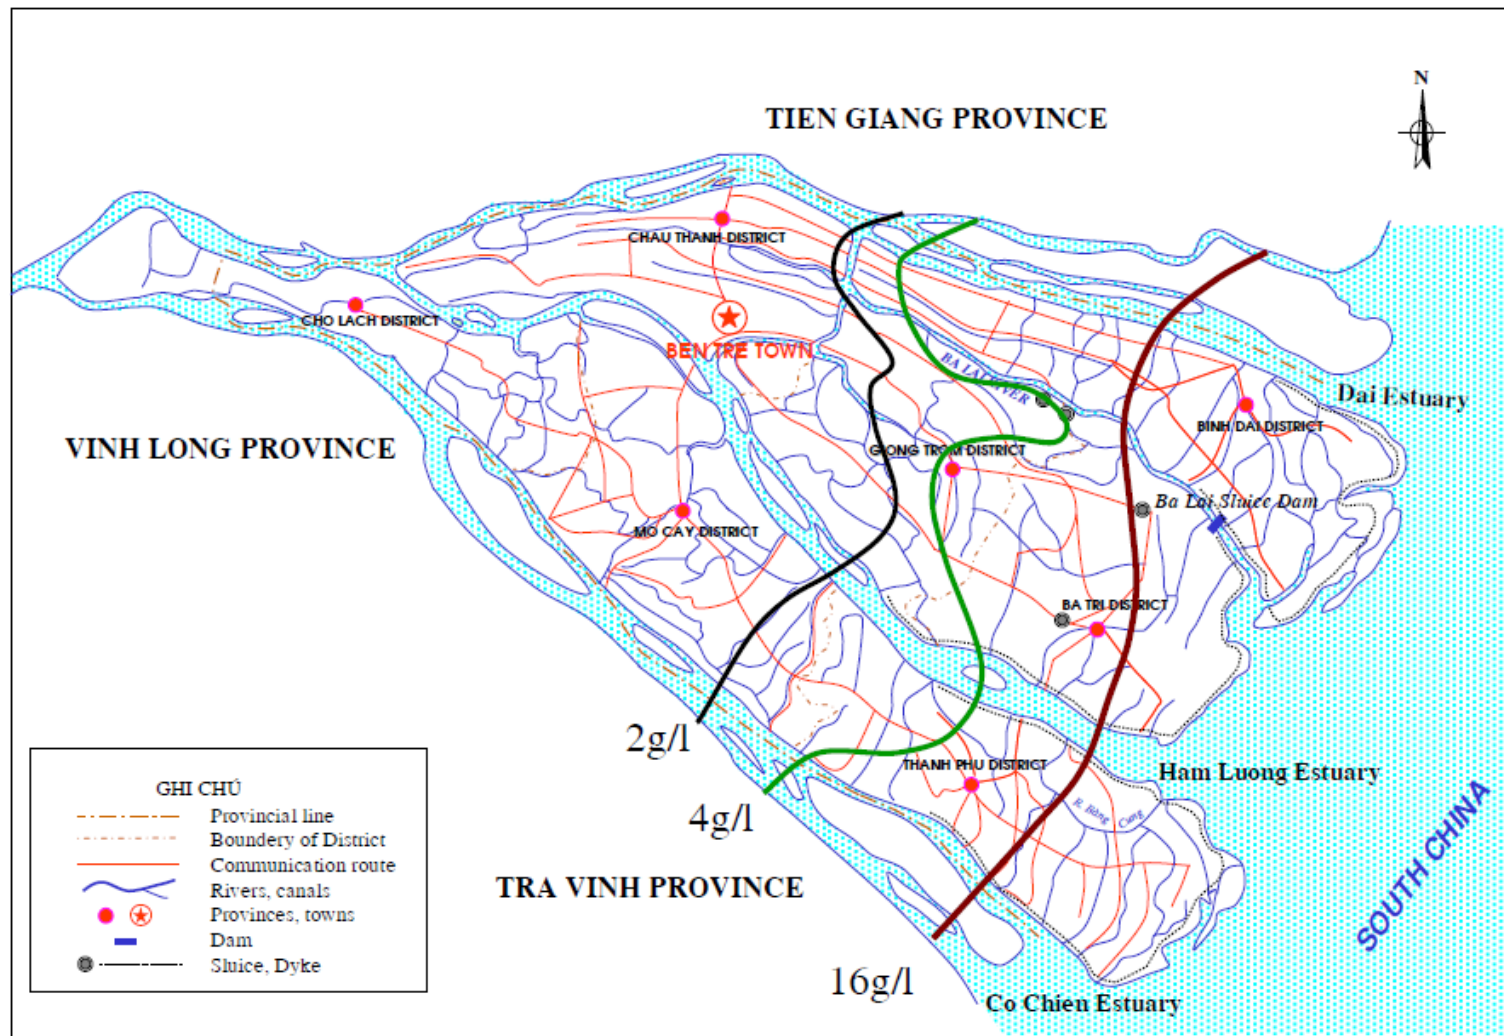 N
TIEN GIANG PROVINCE
CHAU THANH DISTRICT
CHO LACH DISTRICT
BEN TRE TOWN
BA LAI RIVER
Dai Estuary
BINH DAI DISTRICT
VINH LONG PROVINCE
GIONG TROM DISTRICT
Ba Lai Sluice Dam
MO CAY DISTRICT
BA TRI DISTRICT
2g/l
THANH PHU DISTRICT
Ham Luong Estuary
4g/l
R. Băng Cung
SOUTH CHINA
TRA VINH PROVINCE
16g/l
Co Chien Estuary
GHI CHÚ
Provincial line
Boundery of District
Communication route
Rivers, canals
Provinces, towns
Dam
Sluice, Dyke